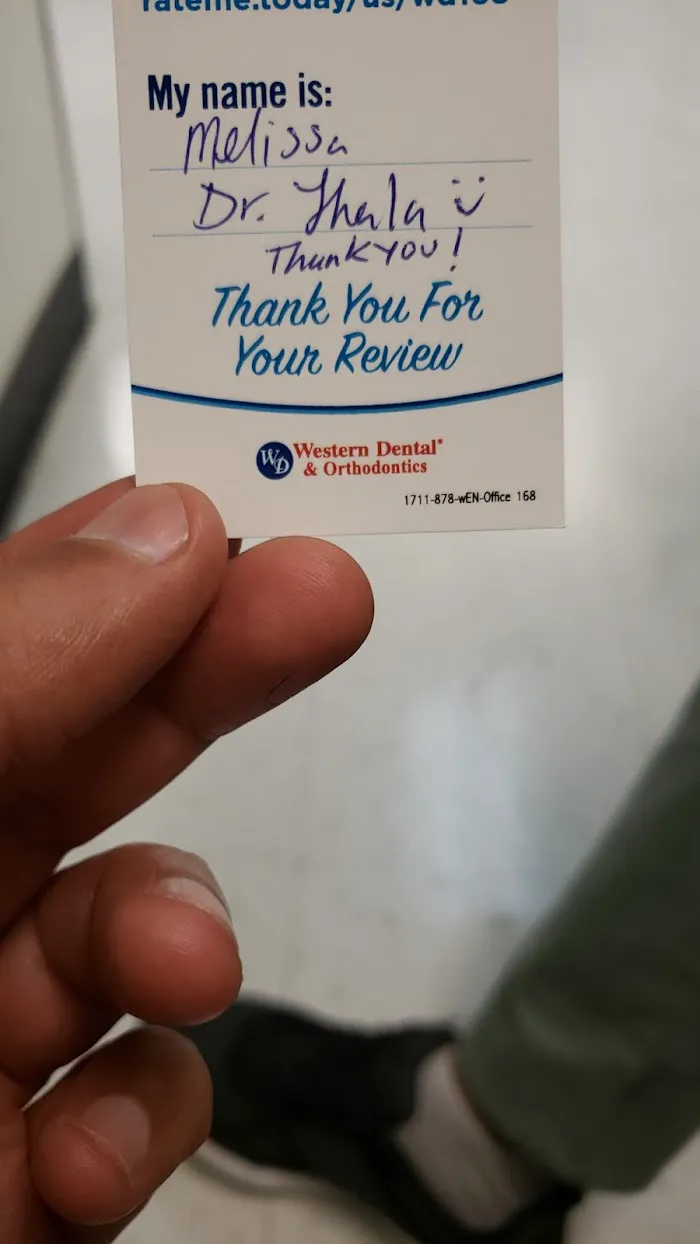 My name is:
Melissa
Dr. Thala
Thank you!
Thank You For
Your Review
WD Western Dental®
& Orthodontics
1711-878-wEN-Office 168